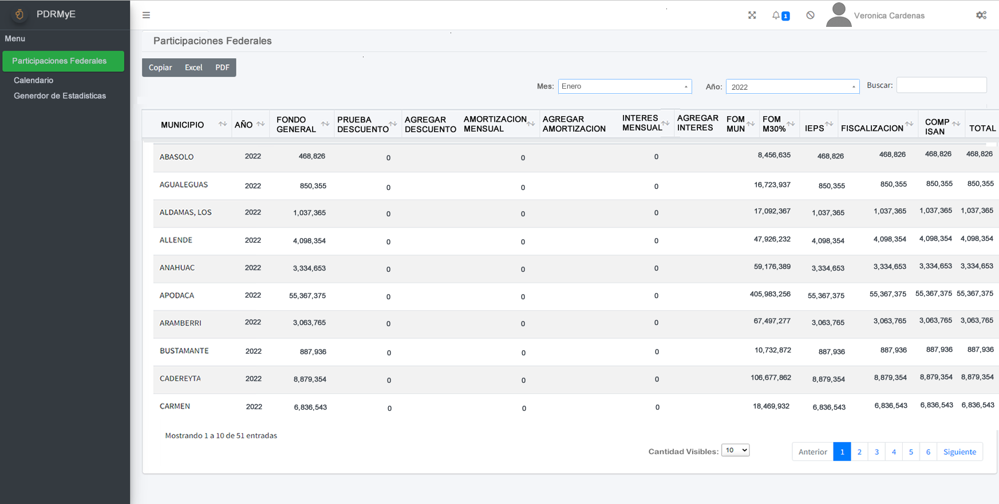 PDRMyE
1
Veronica Cardenas
Menu
Participaciones Federales
Calendario
Generdor de Estadisticas
Participaciones Federales
Copiar Excel PDF
Mes: Enero Año: 2022 Buscar:
MUNICIPIO AÑO FONDO GENERAL PRUEBA DESCUENTO AGREGAR DESCUENTO AMORTIZACION MENSUAL AGREGAR AMORTIZACION INTERES MENSUAL AGREGAR INTERES FOM MUN FOM M30% IEPS FISCALIZACION COMP ISAN TOTAL
ABASOLO 2022 468,826 0 0 0 8,456,635 468,826 468,826 468,826 468,826
AGUALEGUAS 2022 850,355 0 0 0 16,723,937 850,355 850,355 850,355 850,355
ALDAMAS, LOS 2022 1,037,365 0 0 0 17,092,367 1,037,365 1,037,365 1,037,365 1,037,365
ALLENDE 2022 4,098,354 0 0 0 47,926,232 4,098,354 4,098,354 4,098,354 4,098,354
ANAHUAC 2022 3,334,653 0 0 0 59,176,389 3,334,653 3,334,653 3,334,653 3,334,653
APODACA 2022 55,367,375 0 0 0 405,983,256 55,367,375 55,367,375 55,367,375 55,367,375
ARAMBERRI 2022 3,063,765 0 0 0 67,497,277 3,063,765 3,063,765 3,063,765 3,063,765
BUSTAMANTE 2022 887,936 0 0 0 10,732,872 887,936 887,936 887,936 887,936
CADEREYTA 2022 8,879,354 0 0 0 106,677,862 8,879,354 8,879,354 8,879,354 8,879,354
CARMEN 2022 6,836,543 0 0 0 18,469,932 6,836,543 6,836,543 6,836,543 6,836,543
Mostrando 1 a 10 de 51 entradas
Cantidad Visibles: 10 Anterior 1 2 3 4 5 6 Siguiente